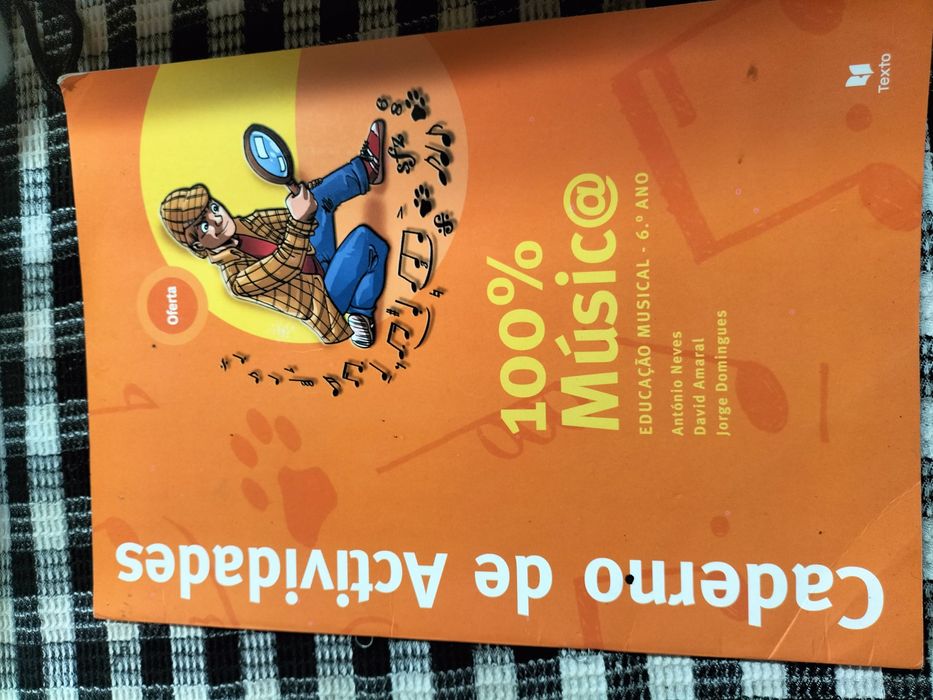 Caderno de Actividades
Oferta
100%
Músic@
EDUCAÇÃO MUSICAL - 6.º ANO
António Neves
David Amaral
Jorge Domingues
Texto